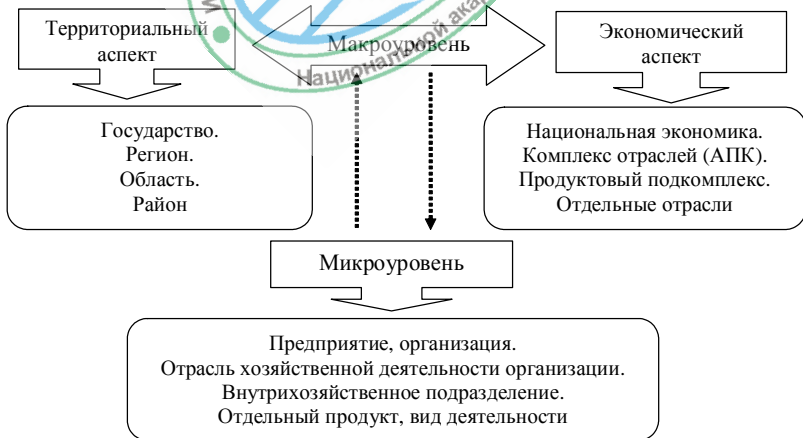 Территориальный
аспект
Макроуровень
Экономический
аспект
Национальной
Государство.
Регион.
Область.
Район
Национальная экономика.
Комплекс отраслей (АПК).
Продуктовый подкомплекс.
Отдельные отрасли
Микроуровень
Предприятие, организация.
Отрасль хозяйственной деятельности организации.
Внутрихозяйственное подразделение.
Отдельный продукт, вид деятельности